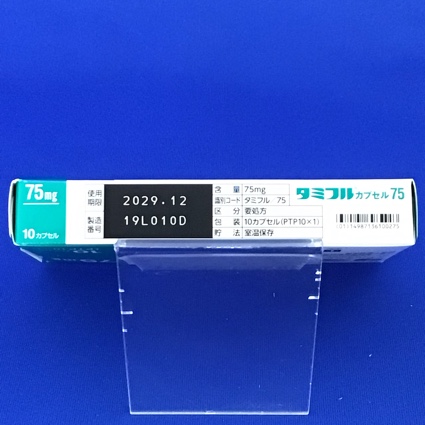 75mg
10カプセル
使用
期限
2029.12
製造
番号
19L010D
含 量 75mg
識別コード タミフル 75
区 分 要処方
包 装 10カプセル(PTP10×1)
貯 法 室温保存
タミフル カプセル 75